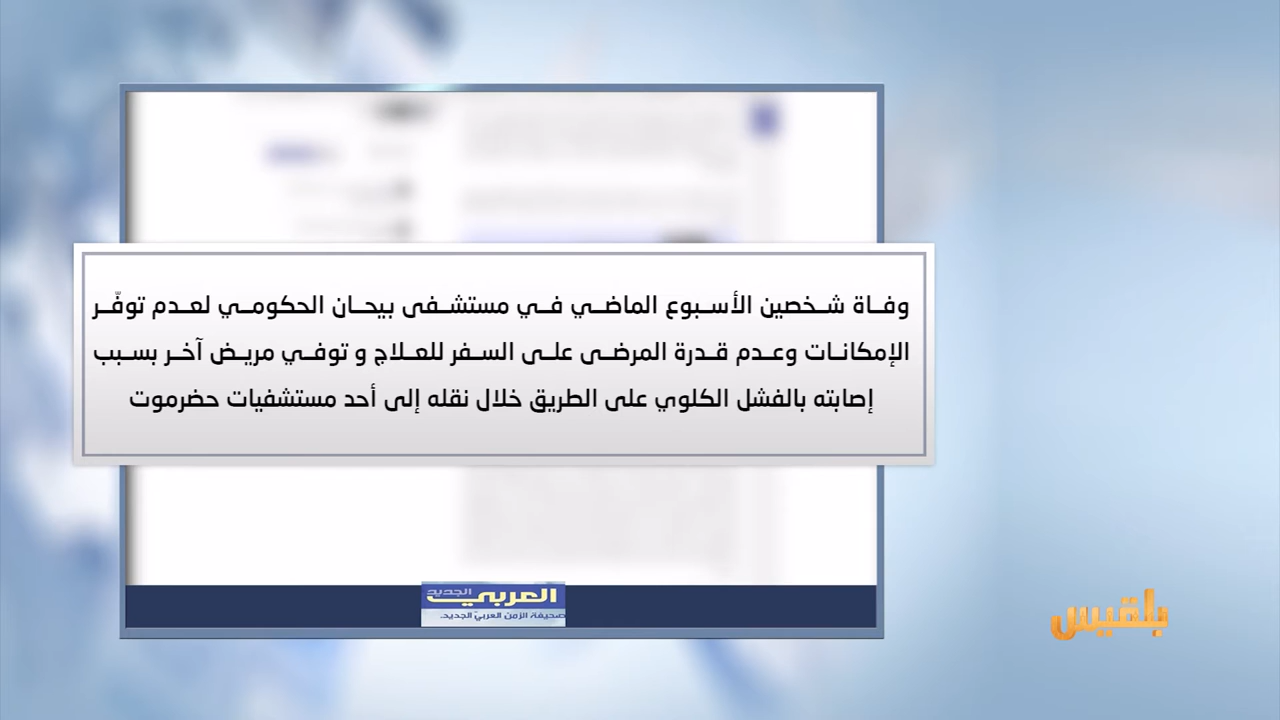 وفاة شخصين الأسبوع الماضي في مستشفى بيحان الحكومي لعدم توفّر
الإمكانات وعدم قدرة المرضى على السفر للعلاج و توفي مريض آخر بسبب
إصابته بالفشل الكلوي على الطريق خلال نقله إلى أحد مستشفيات حضرموت
العربي الجديد
صحيفة الزمن العربيّ الجديد.
بلقيس